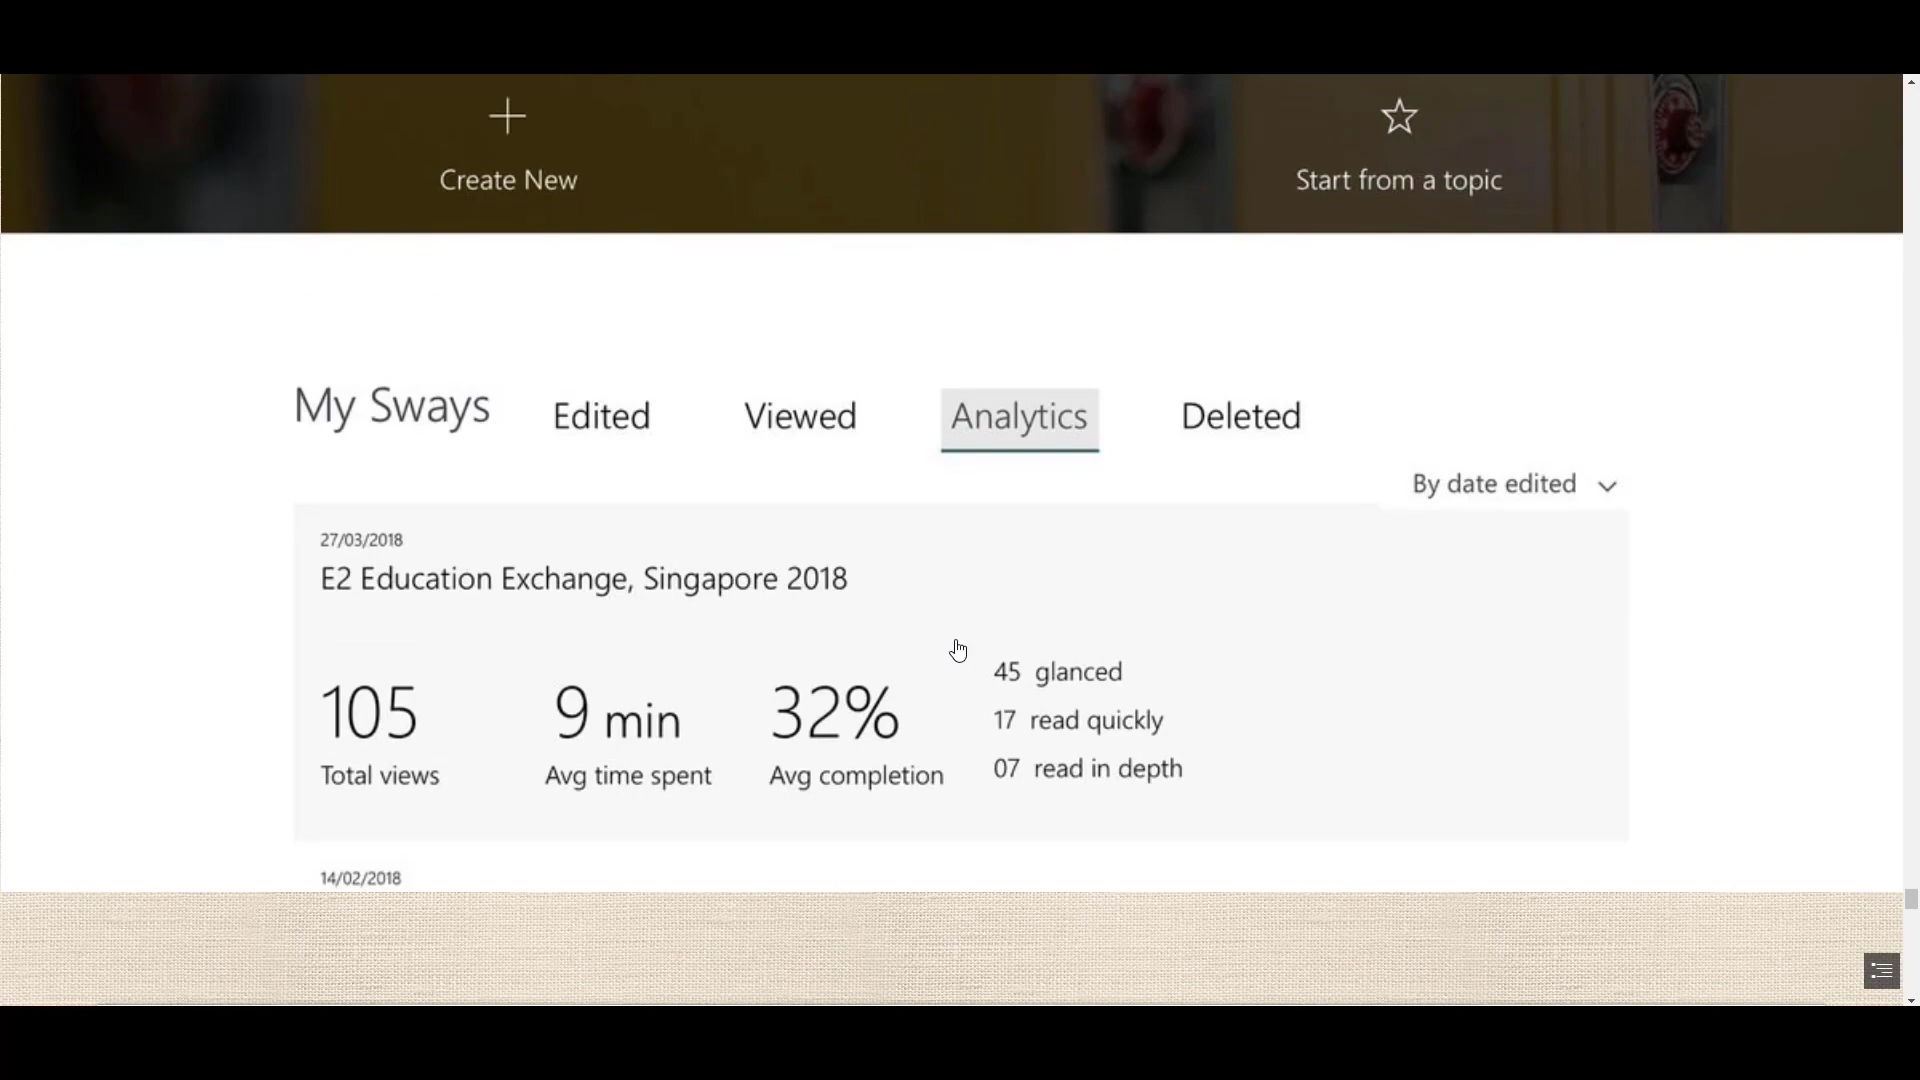 Create New
Start from a topic
My Sways Edited Viewed Analytics Deleted
By date edited
27/03/2018
E2 Education Exchange, Singapore 2018
105
Total views
9 min
Avg time spent
32%
Avg completion
45 glanced
17 read quickly
07 read in depth
14/02/2018